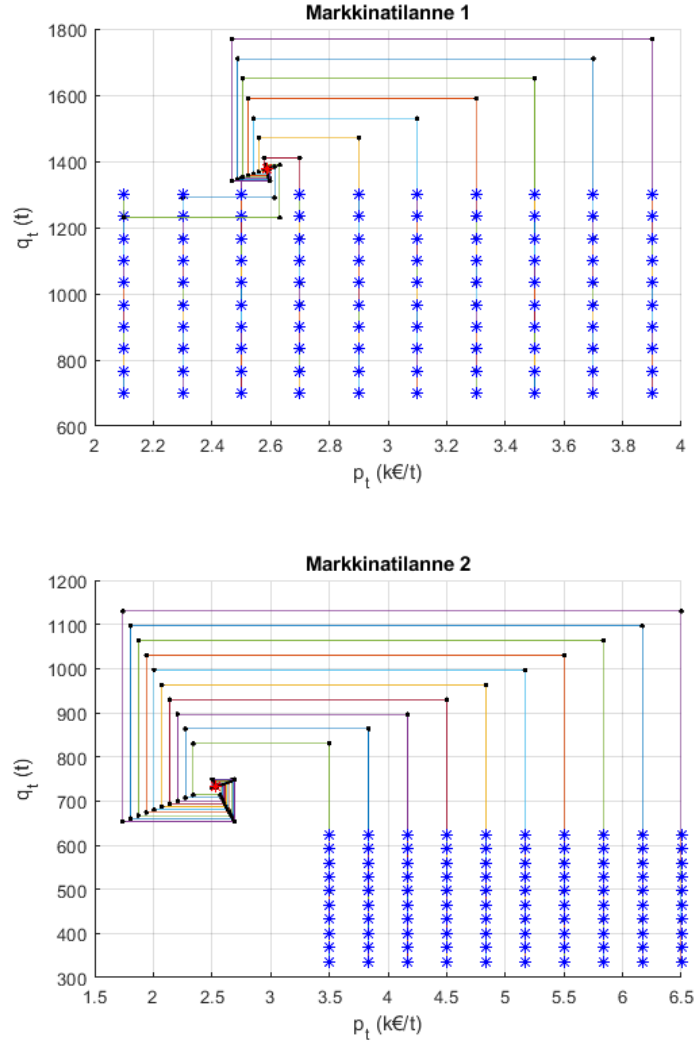 Markkinatilanne 1
1800
1600
1400
1200
1000
800
600
q_t (t)
2 2.2 2.4 2.6 2.8 3 3.2 3.4 3.6 3.8 4
p_t (k€/t)
Markkinatilanne 2
1200
1100
1000
900
800
700
600
500
400
300
q_t (t)
1.5 2 2.5 3 3.5 4 4.5 5 5.5 6 6.5
p_t (k€/t)